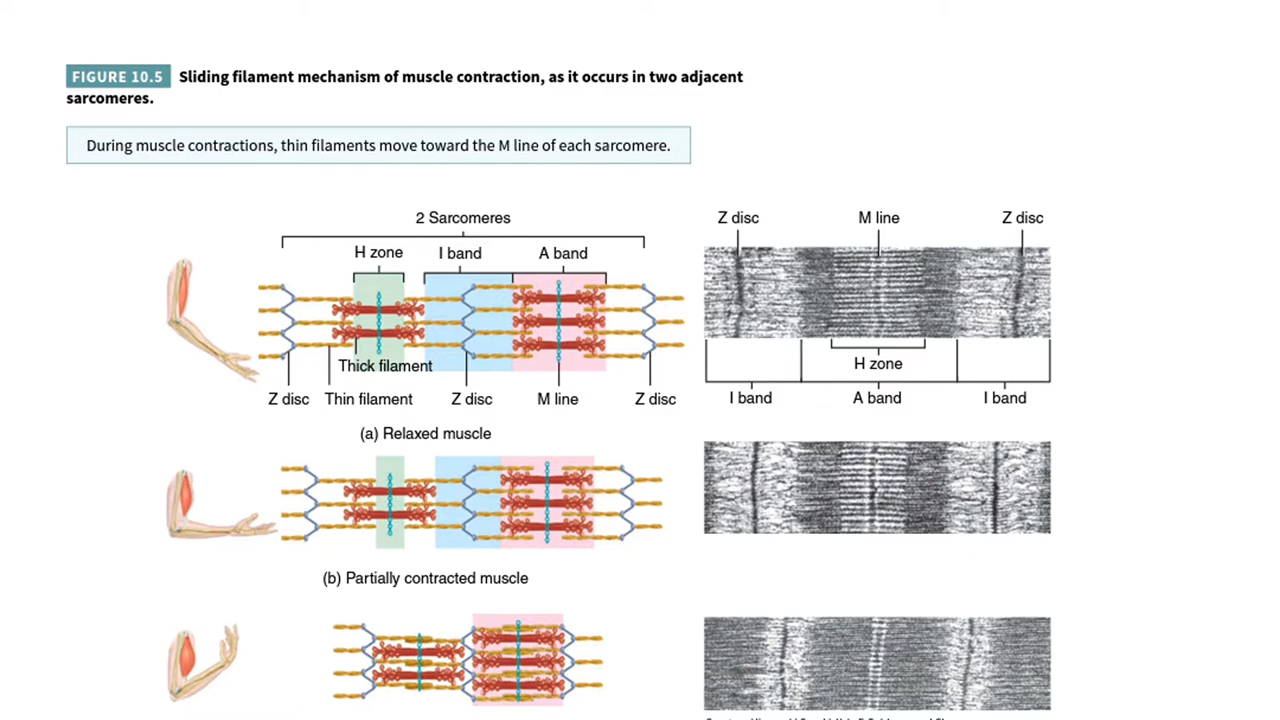 FIGURE 10.5 Sliding filament mechanism of muscle contraction, as it occurs in two adjacent
sarcomeres.
During muscle contractions, thin filaments move toward the M line of each sarcomere.
2 Sarcomeres
H zone I band A band
Thick filament
Z disc Thin filament Z disc M line Z disc
(a) Relaxed muscle
Z disc M line Z disc
H zone
I band A band I band
(b) Partially contracted muscle